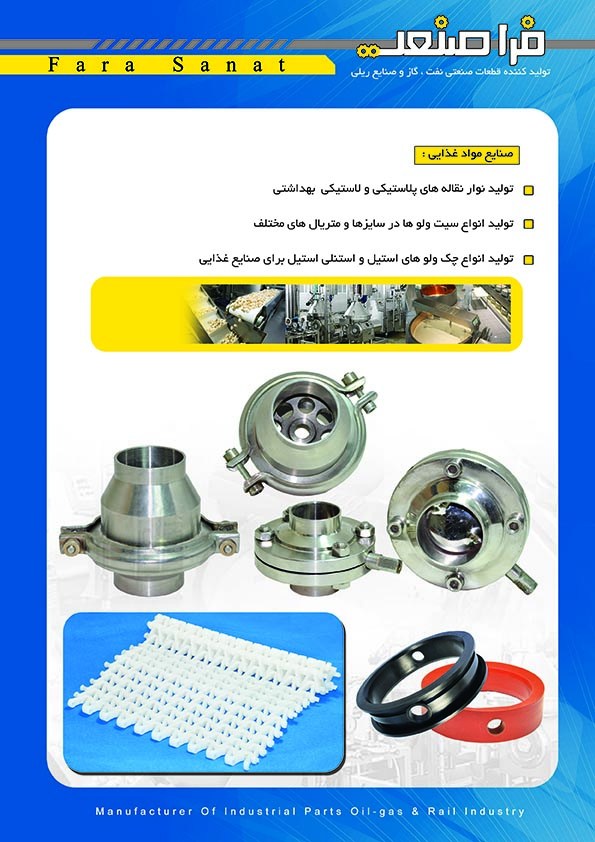 فرا صنعت
Fara Sanat
تولید کننده قطعات صنعتی نفت ، گاز و صنایع ریلی
صنایع مواد غذایی :
تولید نوار نقاله های پلاستیکی و لاستیکی بهداشتی
تولید انواع سیت ولو ها در سایزها و متریال های مختلف
تولید انواع چک ولو های استیل و استنلی استیل برای صنایع غذایی
Manufacturer Of Industrial Parts Oil-gas & Rail Industry